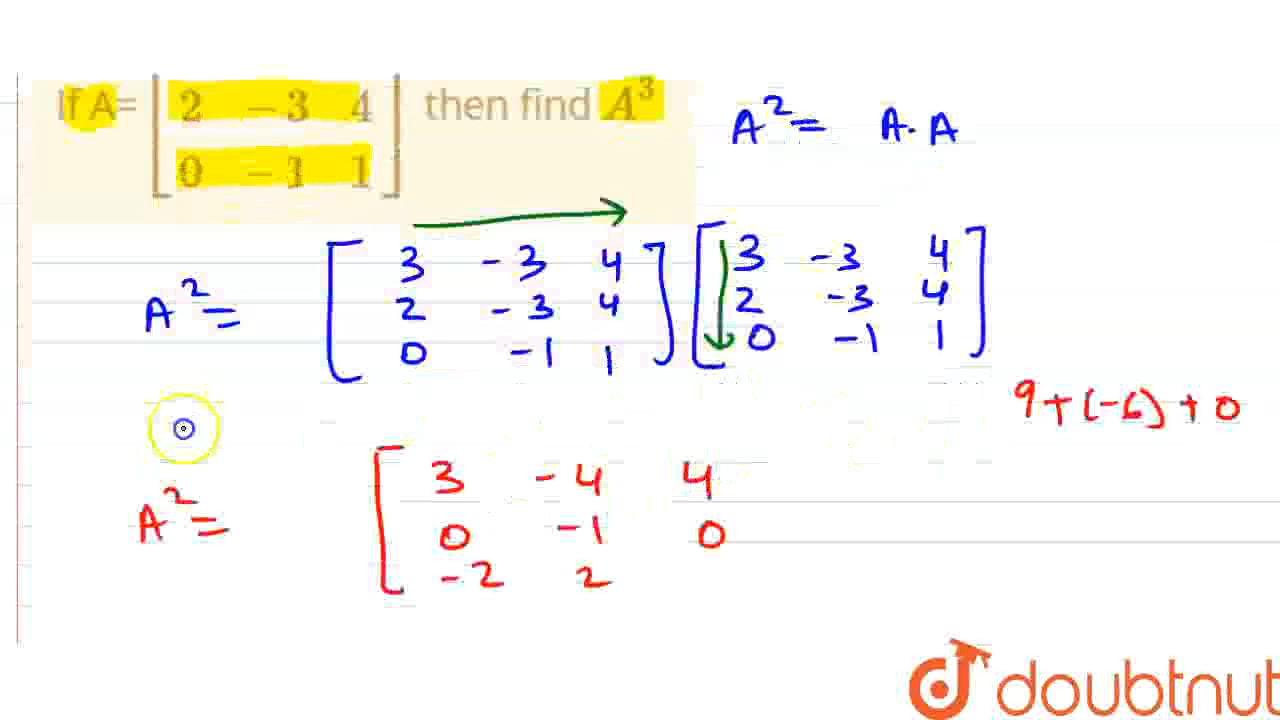 If A= [ 2 −3 4 ] then find A³
[ 0 −1 1 ]
A² = A. A
A² = [ 3 -3 4 ] [ 3 -3 4 ]
2 -3 4 2 -3 4
0 -1 1 0 -1 1
9+(-6)+0
A² = [ 3 -4 4
0 -1 0
-2 2
doubtnut